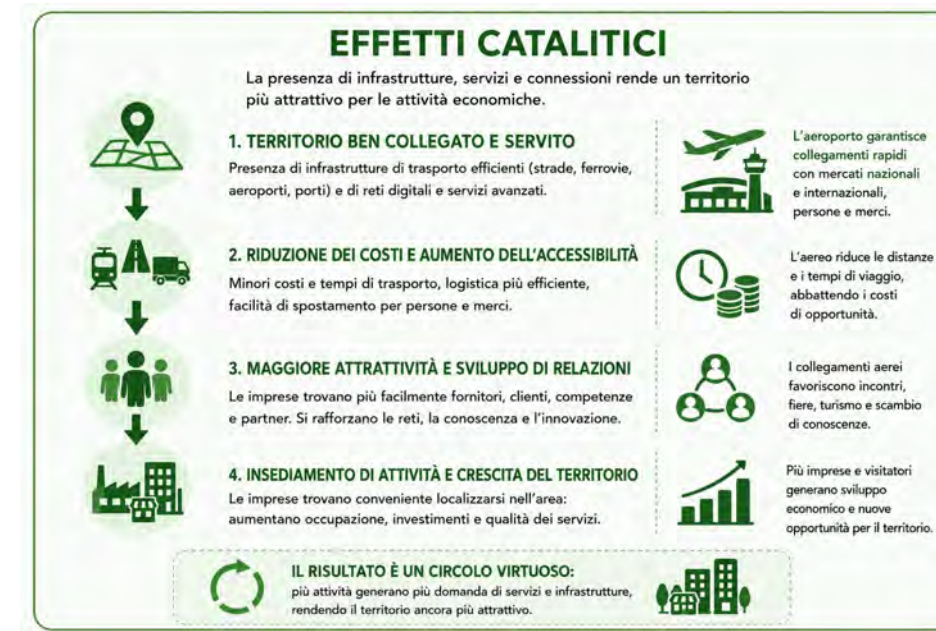 EFFETTI CATALITICI
La presenza di infrastrutture, servizi e connessioni rende un territorio
più attrattivo per le attività economiche.
1. TERRITORIO BEN COLLEGATO E SERVITO
Presenza di infrastrutture di trasporto efficienti (strade, ferrovie,
aeroporti, porti) e di reti digitali e servizi avanzati.
L'aeroporto garantisce
collegamenti rapidi
con mercati nazionali
e internazionali,
persone e merci.
2. RIDUZIONE DEI COSTI E AUMENTO DELL'ACCESSIBILITÀ
Minori costi e tempi di trasporto, logistica più efficiente,
facilità di spostamento per persone e merci.
L'aereo riduce le distanze
e i tempi di viaggio,
abbattendo i costi
di opportunità.
3. MAGGIORE ATTRATTIVITÀ E SVILUPPO DI RELAZIONI
Le imprese trovano più facilmente fornitori, clienti, competenze
e partner. Si rafforzano le reti, la conoscenza e l'innovazione.
I collegamenti aerei
favoriscono incontri,
fiere, turismo e scambio
di conoscenze.
4. INSEDIAMENTO DI ATTIVITÀ E CRESCITA DEL TERRITORIO
Le imprese trovano conveniente localizzarsi nell'area:
aumentano occupazione, investimenti e qualità dei servizi.
Più imprese e visitatori
generano sviluppo
economico e nuove
opportunità per il territorio.
IL RISULTATO È UN CIRCOLO VIRTUOSO:
più attività generano più domanda di servizi e infrastrutture,
rendendo il territorio ancora più attrattivo.